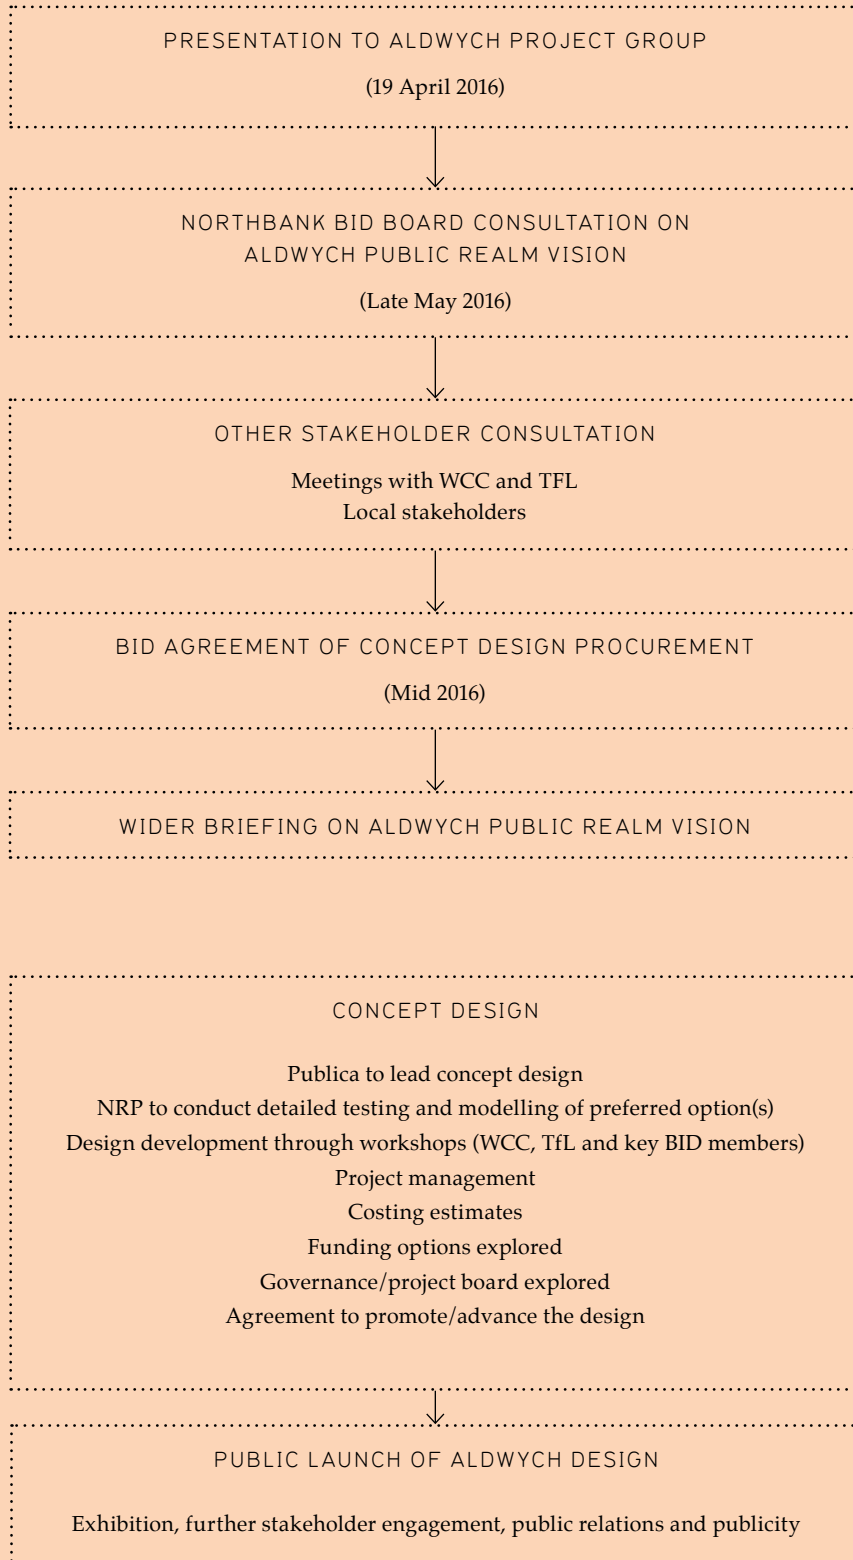 PRESENTATION TO ALDWYCH PROJECT GROUP
(19 April 2016)
NORTHBANK BID BOARD CONSULTATION ON
ALDWYCH PUBLIC REALM VISION
(Late May 2016)
OTHER STAKEHOLDER CONSULTATION
Meetings with WCC and TFL
Local stakeholders
BID AGREEMENT OF CONCEPT DESIGN PROCUREMENT
(Mid 2016)
WIDER BRIEFING ON ALDWYCH PUBLIC REALM VISION
CONCEPT DESIGN
Publica to lead concept design
NRP to conduct detailed testing and modelling of preferred option(s)
Design development through workshops (WCC, TfL and key BID members)
Project management
Costing estimates
Funding options explored
Governance/project board explored
Agreement to promote/advance the design
PUBLIC LAUNCH OF ALDWYCH DESIGN
Exhibition, further stakeholder engagement, public relations and publicity